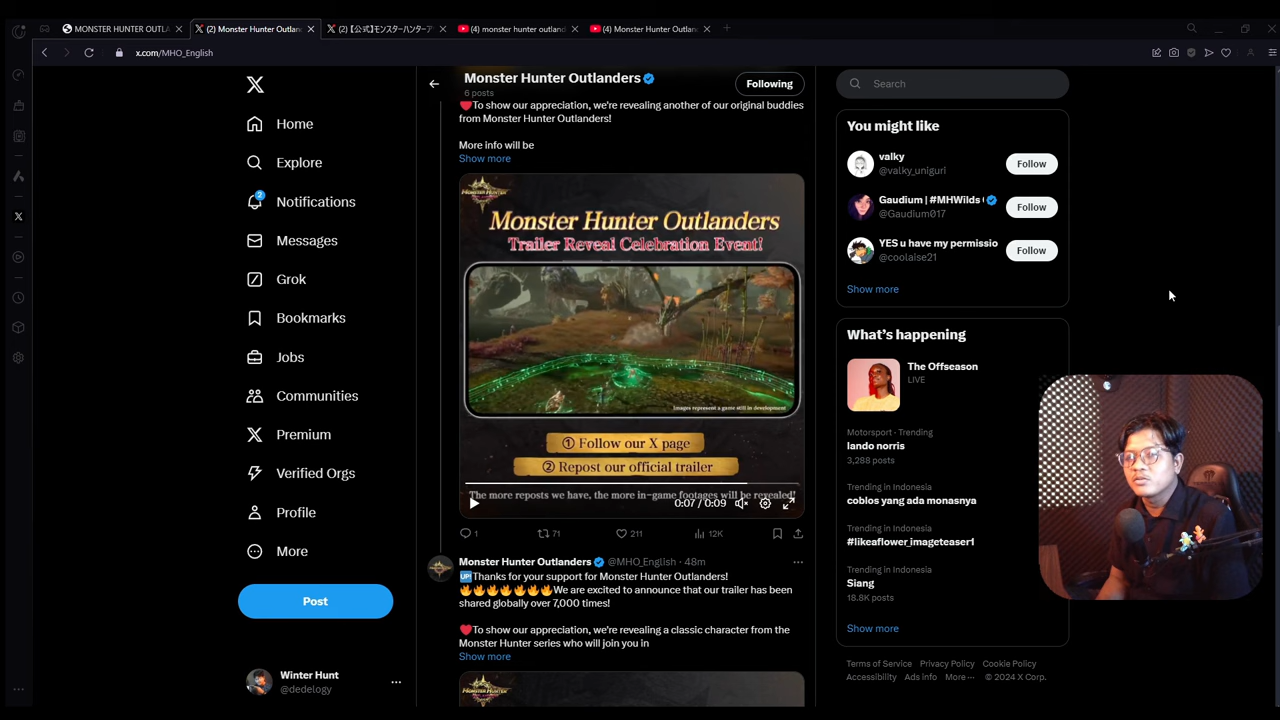 MONSTER HUNTER OUTLA
(2) Monster Hunter Outlan
(2) 【公式】モンスターハンターア
(4) monster hunter outland
(4) Monster Hunter Outlan
x.com/MHO_English
Home
Explore
2
Notifications
Messages
Grok
Bookmarks
Jobs
Communities
Premium
Verified Orgs
Profile
More
Post
Winter Hunt
@dedelogy
Monster Hunter Outlanders
6 posts
Following
❤️To show our appreciation, we're revealing another of our original buddies
from Monster Hunter Outlanders!
More info will be
Show more
MONSTER HUNTER
Monster Hunter Outlanders
Trailer Reveal Celebration Event!
Images represent a game still in development
① Follow our X page
② Repost our official trailer
The more reposts we have, the more in-game footages will be revealed!
0:07 / 0:09
1
71
211
12K
Monster Hunter Outlanders @MHO_English · 48m
🆙Thanks for your support for Monster Hunter Outlanders!
🔥🔥🔥🔥🔥🔥🔥We are excited to announce that our trailer has been
shared globally over 7,000 times!
❤️To show our appreciation, we're revealing a classic character from the
Monster Hunter series who will join you in
Show more
MONSTER HUNTER
Search
You might like
valky
@valky_uniguri
Follow
Gaudium | #MHWilds
@Gaudium017
Follow
YES u have my permissio
@coolalse21
Follow
Show more
What's happening
The Offseason
LIVE
Motorsport · Trending
lando norris
3,288 posts
Trending in Indonesia
coblos yang ada monasnya
Trending in Indonesia
#likeaflower_imageteaser1
Trending in Indonesia
Siang
18.8K posts
Show more
Terms of Service Privacy Policy Cookie Policy
Accessibility Ads info More ··· © 2024 X Corp.